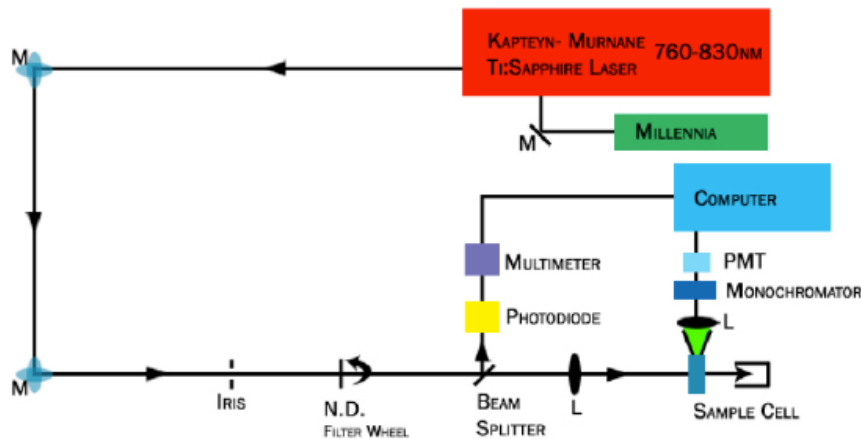 M
KAPTEYN- MURNANE
TI:SAPPHIRE LASER
760-830NM
M
MILLENNIA
COMPUTER
MULTIMETER
PMT
MONOCHROMATOR
PHOTODIODE
L
M
IRIS
N.D.
FILTER WHEEL
BEAM
SPLITTER
L
SAMPLE CELL